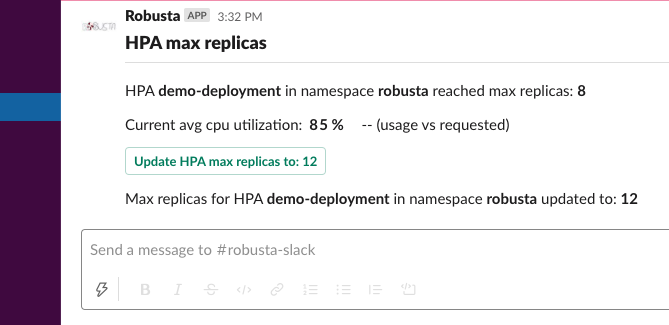 Robusta APP 3:32 PM
HPA max replicas
HPA demo-deployment in namespace robusta reached max replicas: 8
Current avg cpu utilization: 85 % -- (usage vs requested)
Update HPA max replicas to: 12
Max replicas for HPA demo-deployment in namespace robusta updated to: 12
Send a message to #robusta-slack
B I S </>